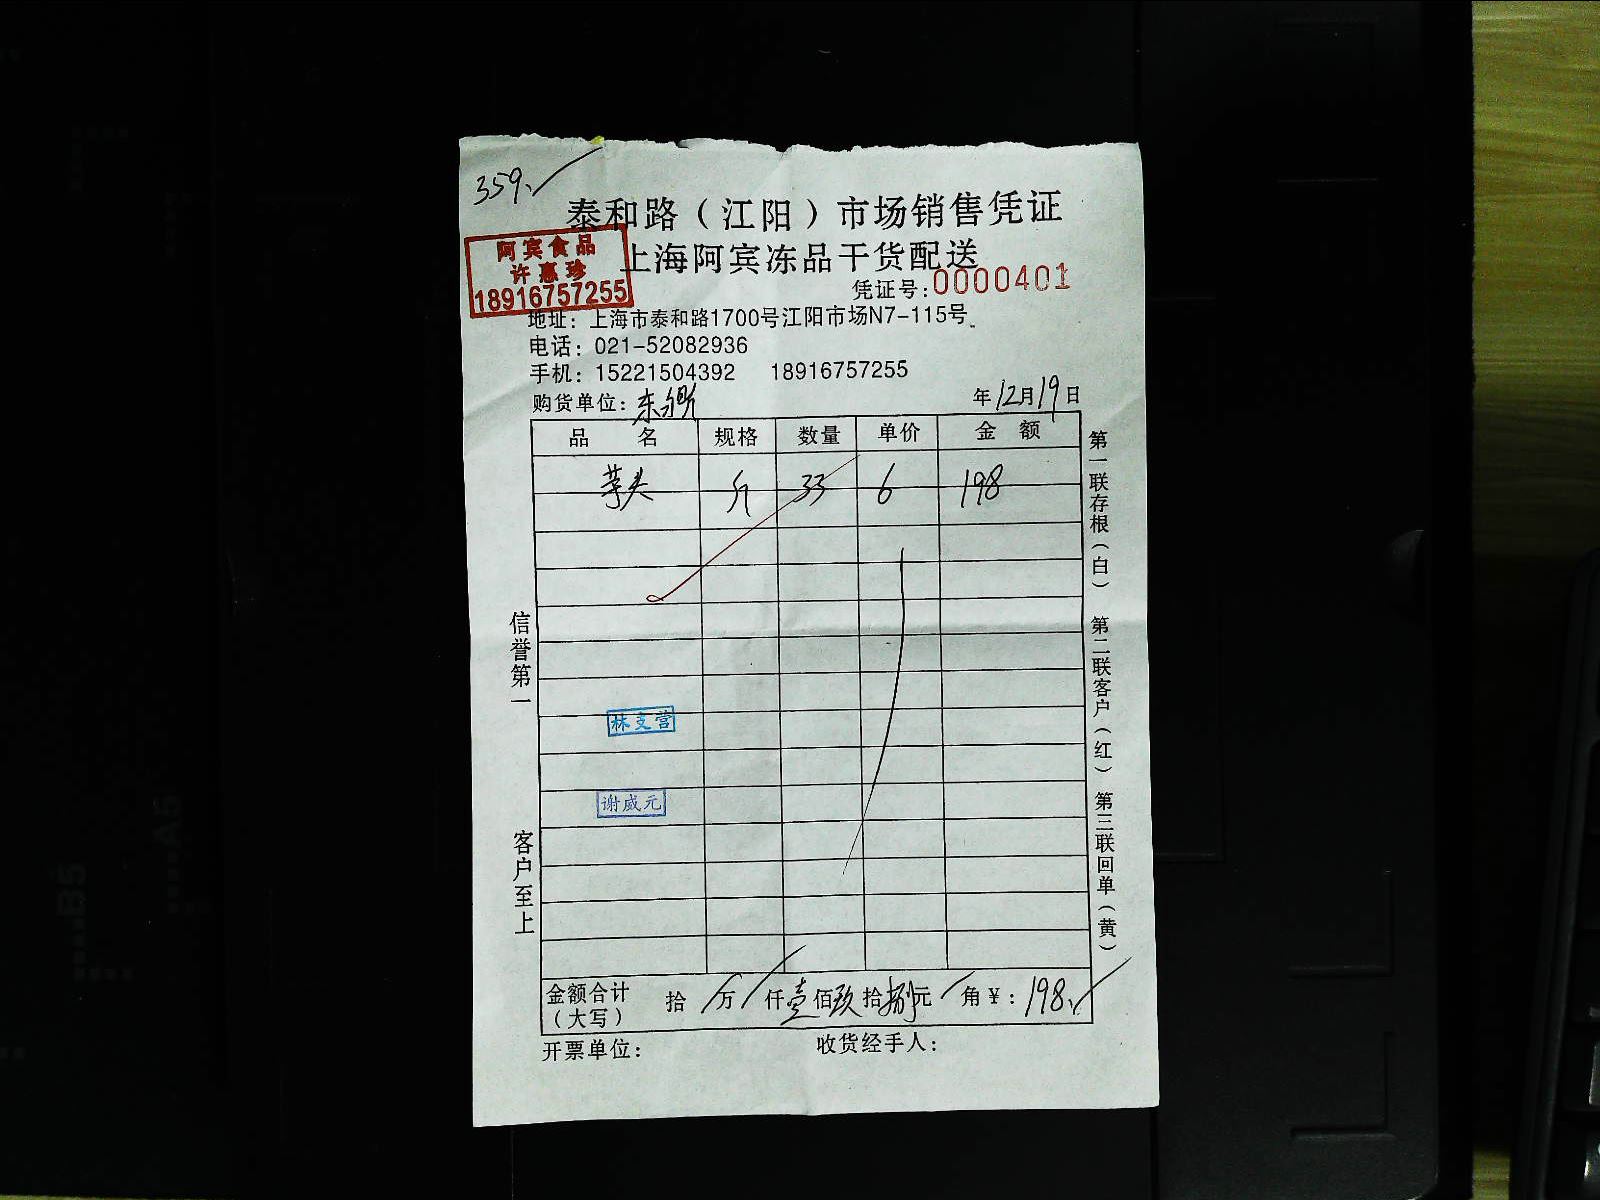 359.
泰和路（江阳）市场销售凭证
上海阿宾冻品干货配送
阿宾食品
许惠珍
18916757255
凭证号:0000401
地址：上海市泰和路1700号江阳市场N7-115号
电话：021-52082936
手机：15221504392 18916757255
购货单位:
年12月19日
品 名 规格 数量 单价 金 额
芋头 斤 33 6 198
林支营
谢威元
信誉第一
客户至上
第一联存根（白）
第二联客户（红）
第三联回单（黄）
金额合计（大写） 拾 万 仟壹佰玖拾捌元 角￥:198.
开票单位: 收货经手人:
B5
A6